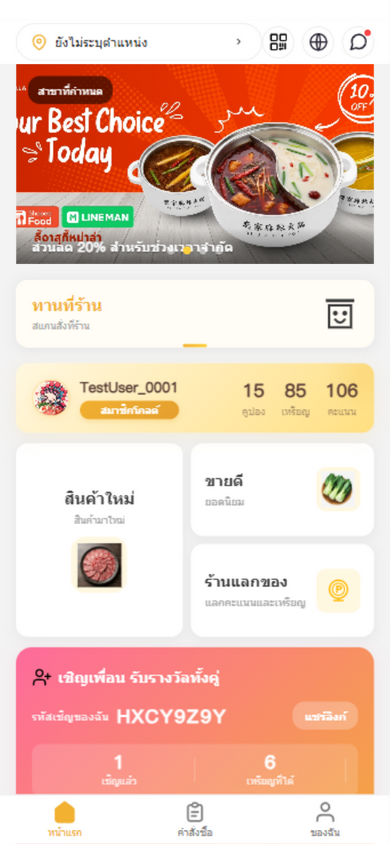 ยังไม่ระบุตำแหน่ง
สาขาที่กำหนด
10
OFF
ur Best Choice
Today
Food
LINEMAN
สื่อาสุกี้หม่าล่า
ส่วนลด 20% สำหรับช่วงเวลาจำกัด
ทานที่ร้าน
สแกนสั่งที่ร้าน
TestUser_0001
สมาชิกโกลด์
15 85 106
คูปอง เหรียญ คะแนน
สินค้าใหม่
สินค้ามาใหม่
ขายดี
ยอดนิยม
ร้านแลกของ
แลกคะแนนและเหรียญ
เชิญเพื่อน รับรางวัลทั้งคู่
รหัสเชิญของฉัน HXCY9Z9Y
แชร์ลิงก์
1 6
เชิญแล้ว เหรียญที่ได้
หน้าแรก คำสั่งซื้อ ของฉัน